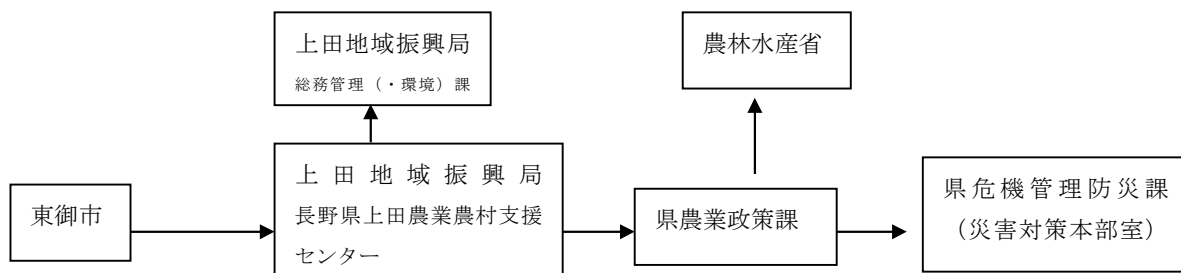 上田地域振興局
総務管理（・環境）課
農林水産省
東御市
上田地域振興局
長野県上田農業農村支援
センター
県農業政策課
県危機管理防災課
（災害対策本部室）